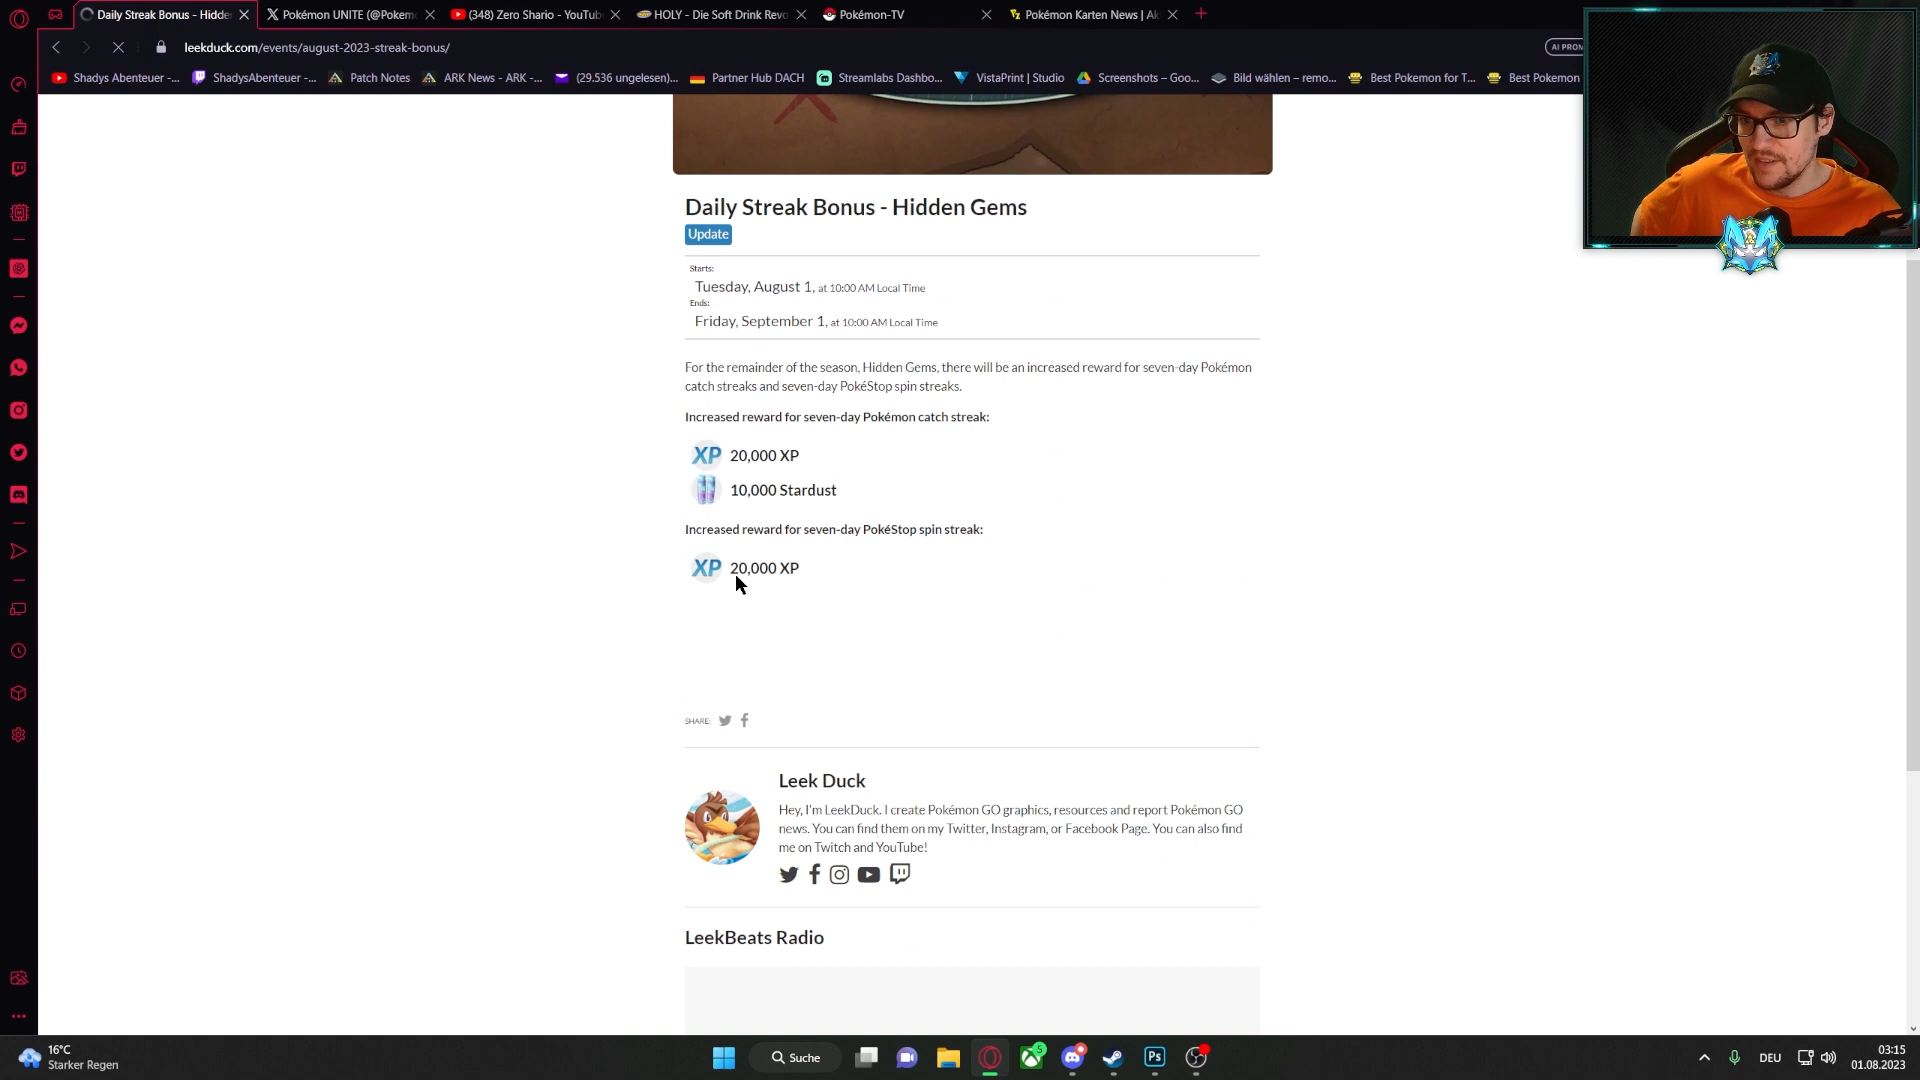 Daily Streak Bonus - Hidde
Pokémon UNITE (@Pokem
(348) Zero Shario - YouTub
HOLY - Die Soft Drink Revo
Pokémon-TV
Pokémon Karten News | Ak
leekduck.com/events/august-2023-streak-bonus/
AI PROM
Shadys Abenteuer -...
ShadysAbenteuer -...
Patch Notes
ARK News - ARK -...
(29.536 ungelesen)...
Partner Hub DACH
Streamlabs Dashbo...
VistaPrint | Studio
Screenshots – Goo...
Bild wählen – remo...
Best Pokemon for T...
Best Pokemon
Daily Streak Bonus - Hidden Gems
Update
Starts:
Tuesday, August 1, at 10:00 AM Local Time
Ends:
Friday, September 1, at 10:00 AM Local Time
For the remainder of the season, Hidden Gems, there will be an increased reward for seven-day Pokémon
catch streaks and seven-day PokéStop spin streaks.
Increased reward for seven-day Pokémon catch streak:
XP 20,000 XP
10,000 Stardust
Increased reward for seven-day PokéStop spin streak:
XP 20,000 XP
SHARE:
Leek Duck
Hey, I'm LeekDuck. I create Pokémon GO graphics, resources and report Pokémon GO
news. You can find them on my Twitter, Instagram, or Facebook Page. You can also find
me on Twitch and YouTube!
LeekBeats Radio
16°C
Starker Regen
Suche
5
Ps
DEU
03:15
01.08.2023